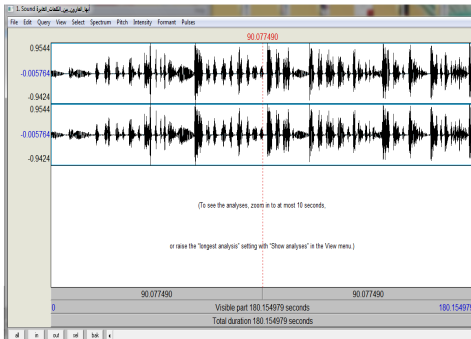 1. Sound أيها_الفارين_من_الكلمات_العابرة
File Edit Query View Select Spectrum Pitch Intensity Formant Pulses
90.077490
0.9544
-0.005764
-0.9424
0.9544
-0.005764
-0.9424
(To see the analyses, zoom in to at most 10 seconds,
or raise the "longest analysis" setting with "Show analyses" in the View menu.)
90.077490 90.077490
0 Visible part 180.154979 seconds 180.154979
Total duration 180.154979 seconds
all in out sel bak